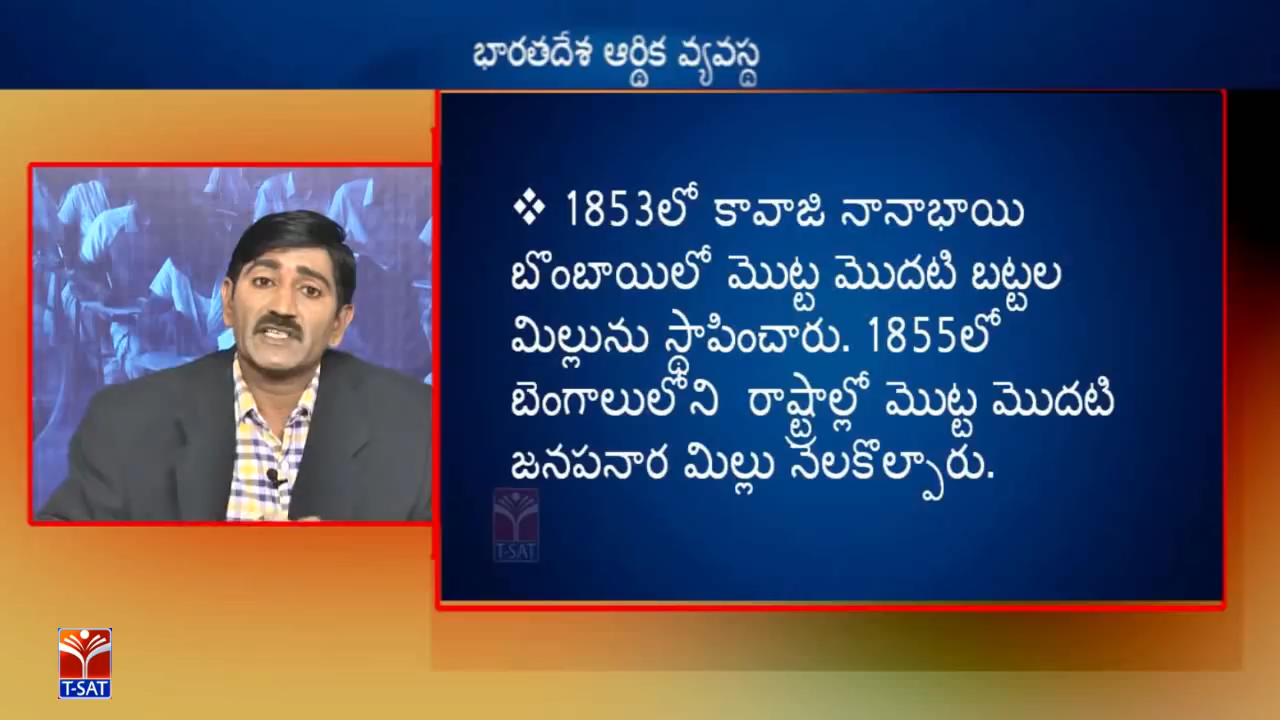 భారతదేశ ఆర్థిక వ్యవస్థ
❖ 1853లో కావాజి నానాభాయి
బొంబాయిలో మొట్ట మొదటి బట్టల
మిల్లును స్థాపించారు. 1855లో
బెంగాలులోని రాష్ట్రాల్లో మొట్ట మొదటి
జనపనార మిల్లు నెలకొల్పారు.
T-SAT
T-SAT